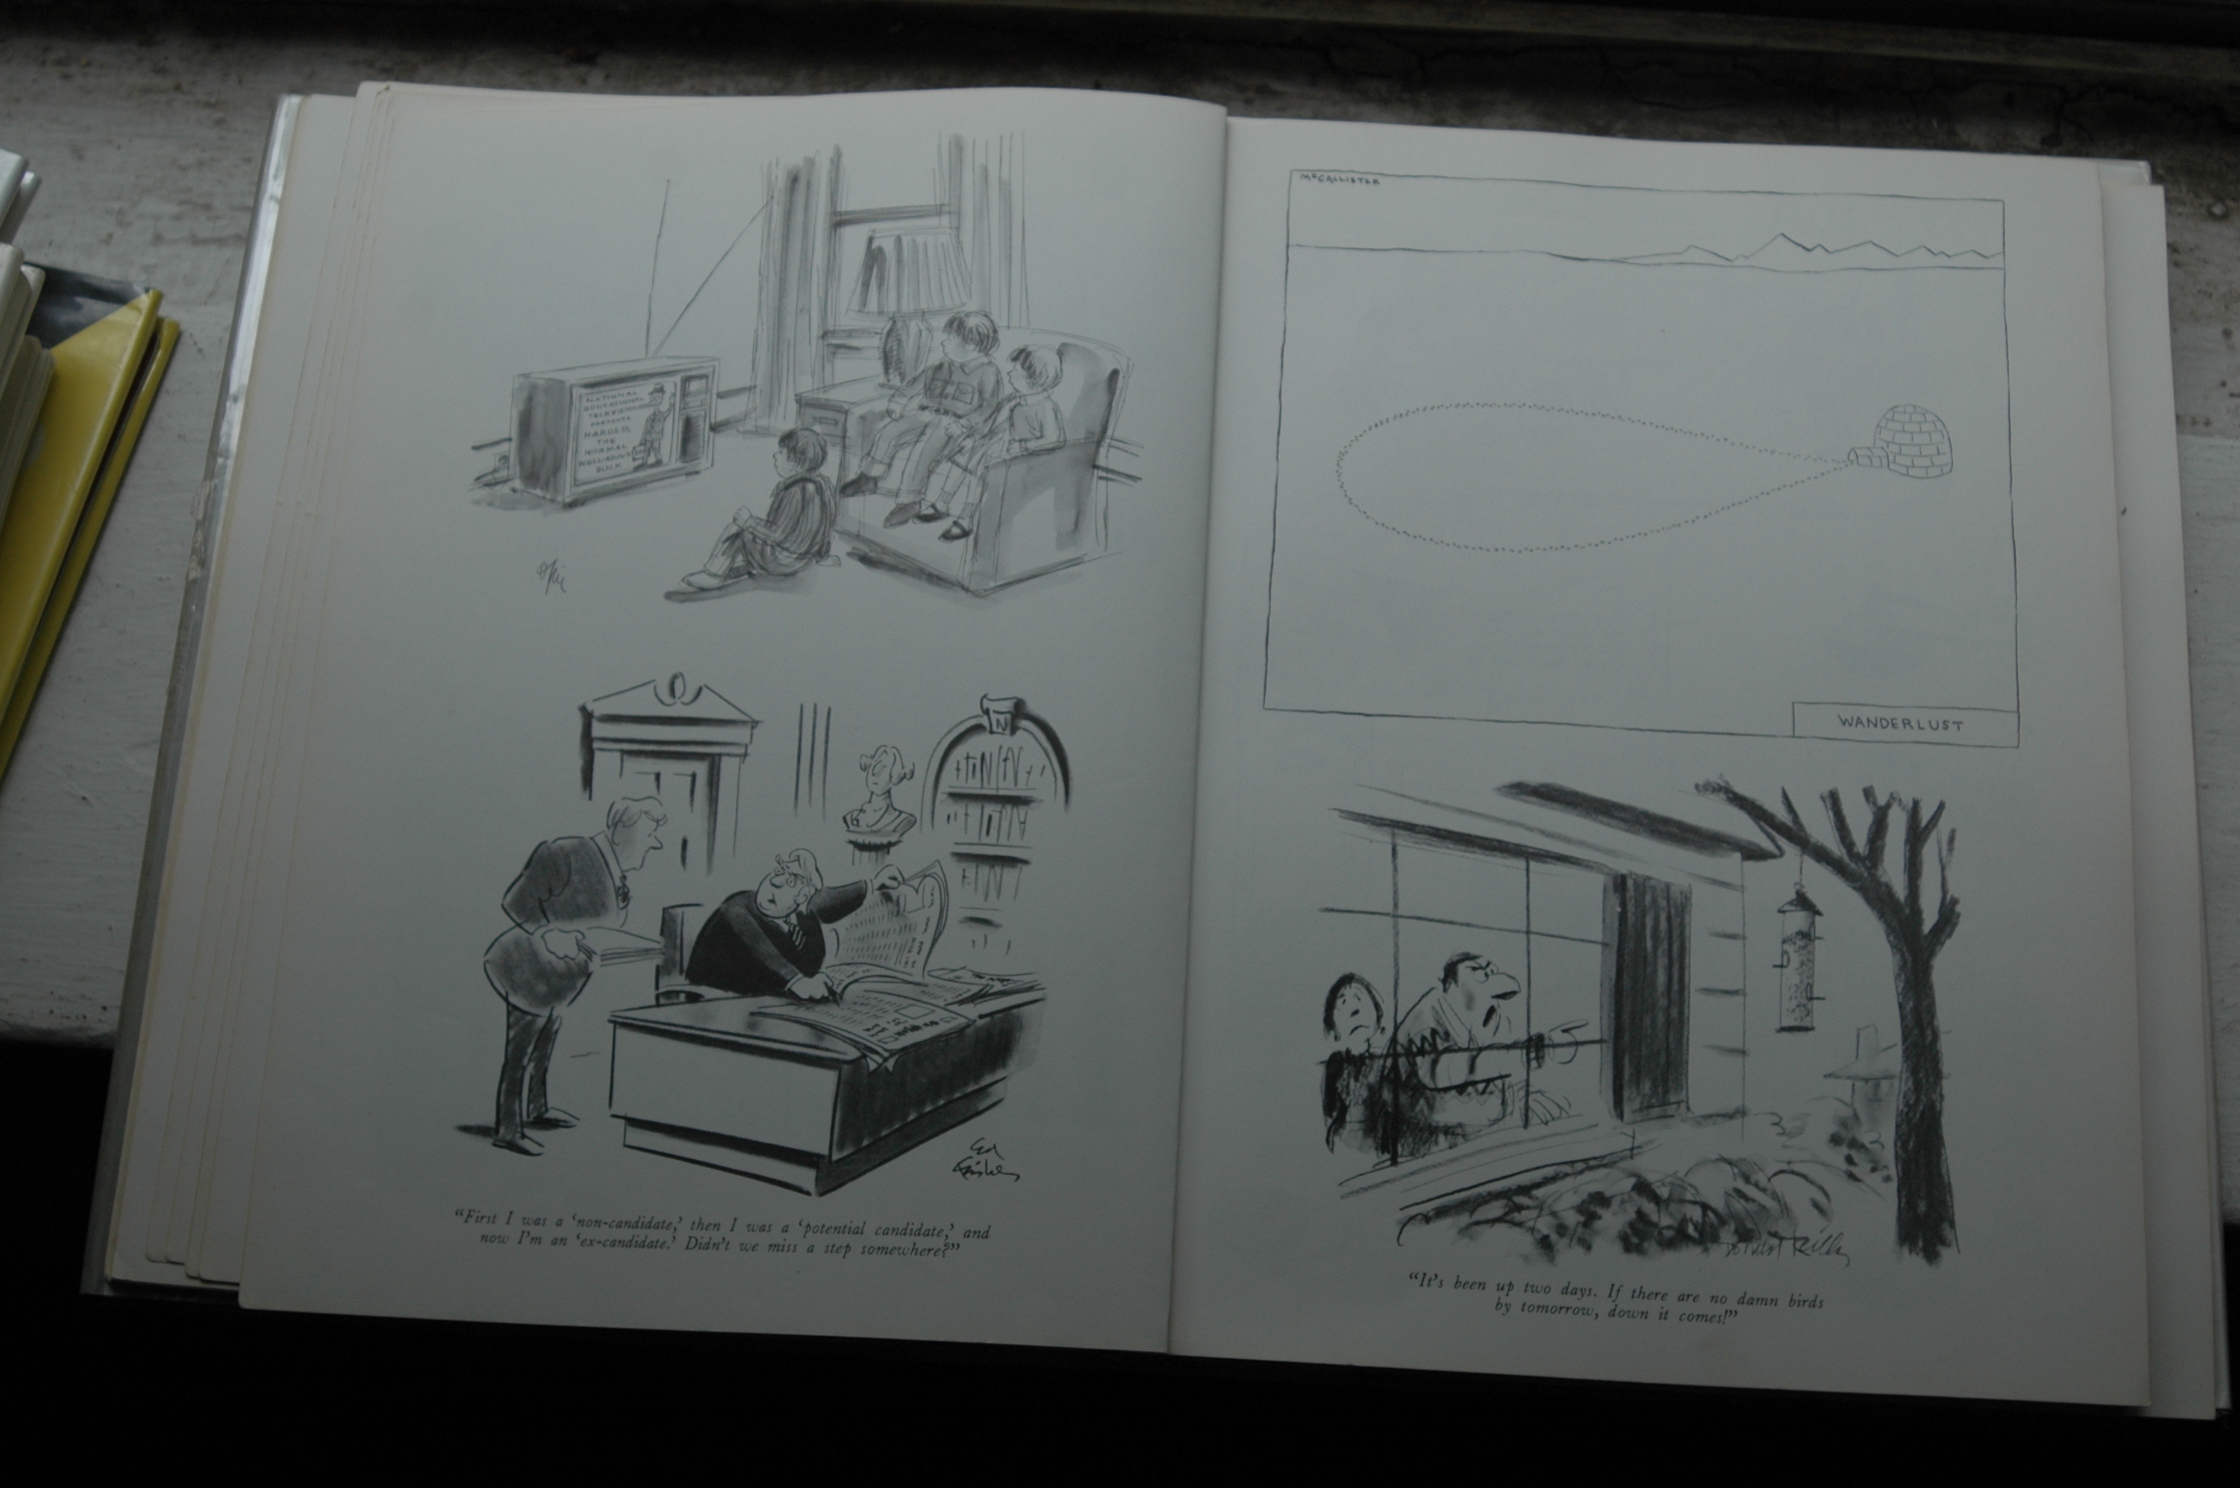 NATIONAL
EDUCATIONAL
TELEVISION
PRESENTS
HAROLD,
THE
NORMAL
WELL-ADJUSTED
DUCK
Ed
Fisher
"First I was a 'non-candidate,' then I was a 'potential candidate,' and
now I'm an 'ex-candidate.' Didn't we miss a step somewhere?"
McCALLISTER
WANDERLUST
Donald Reilly
"It's been up two days. If there are no damn birds
by tomorrow, down it comes!"